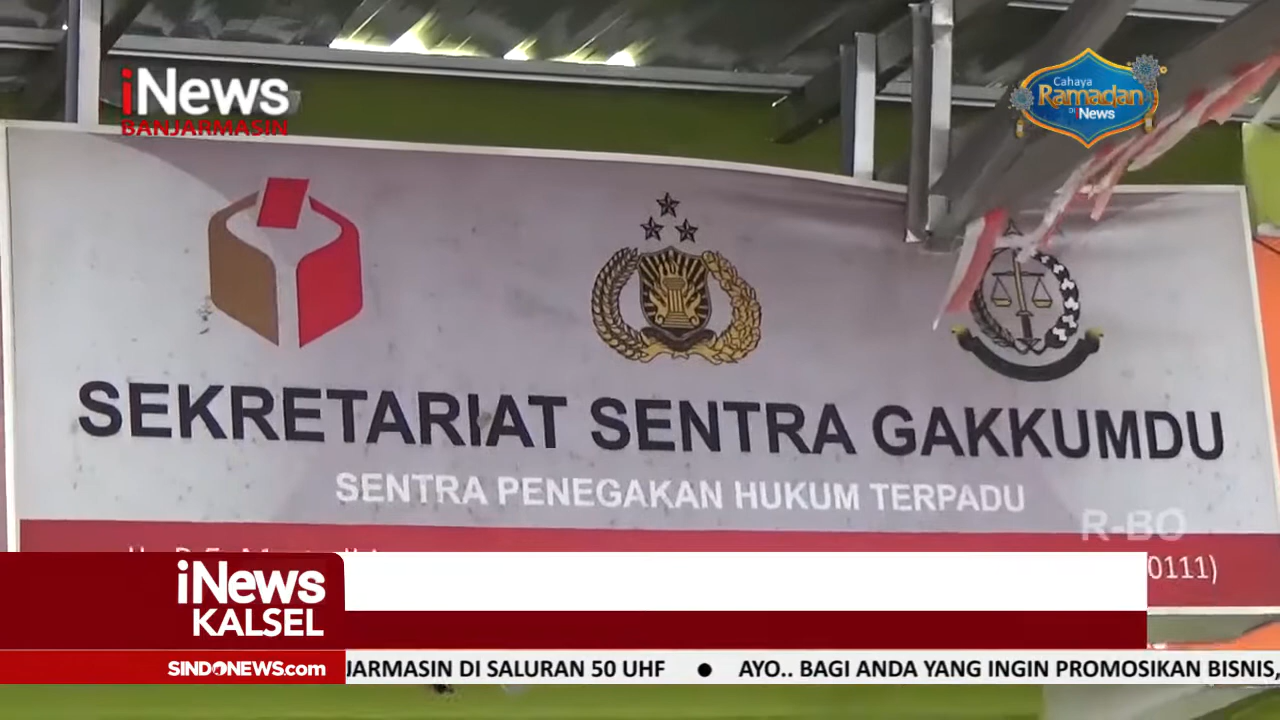 iNews
BANJARMASIN
Cahaya
Ramadan
DI iNews
SEKRETARIAT SENTRA GAKKUMDU
SENTRA PENEGAKAN HUKUM TERPADU
R-BO
0111)
iNews
KALSEL
SINDONEWS.com
JARMASIN DI SALURAN 50 UHF ● AYO.. BAGI ANDA YANG INGIN PROMOSIKAN BISNIS,